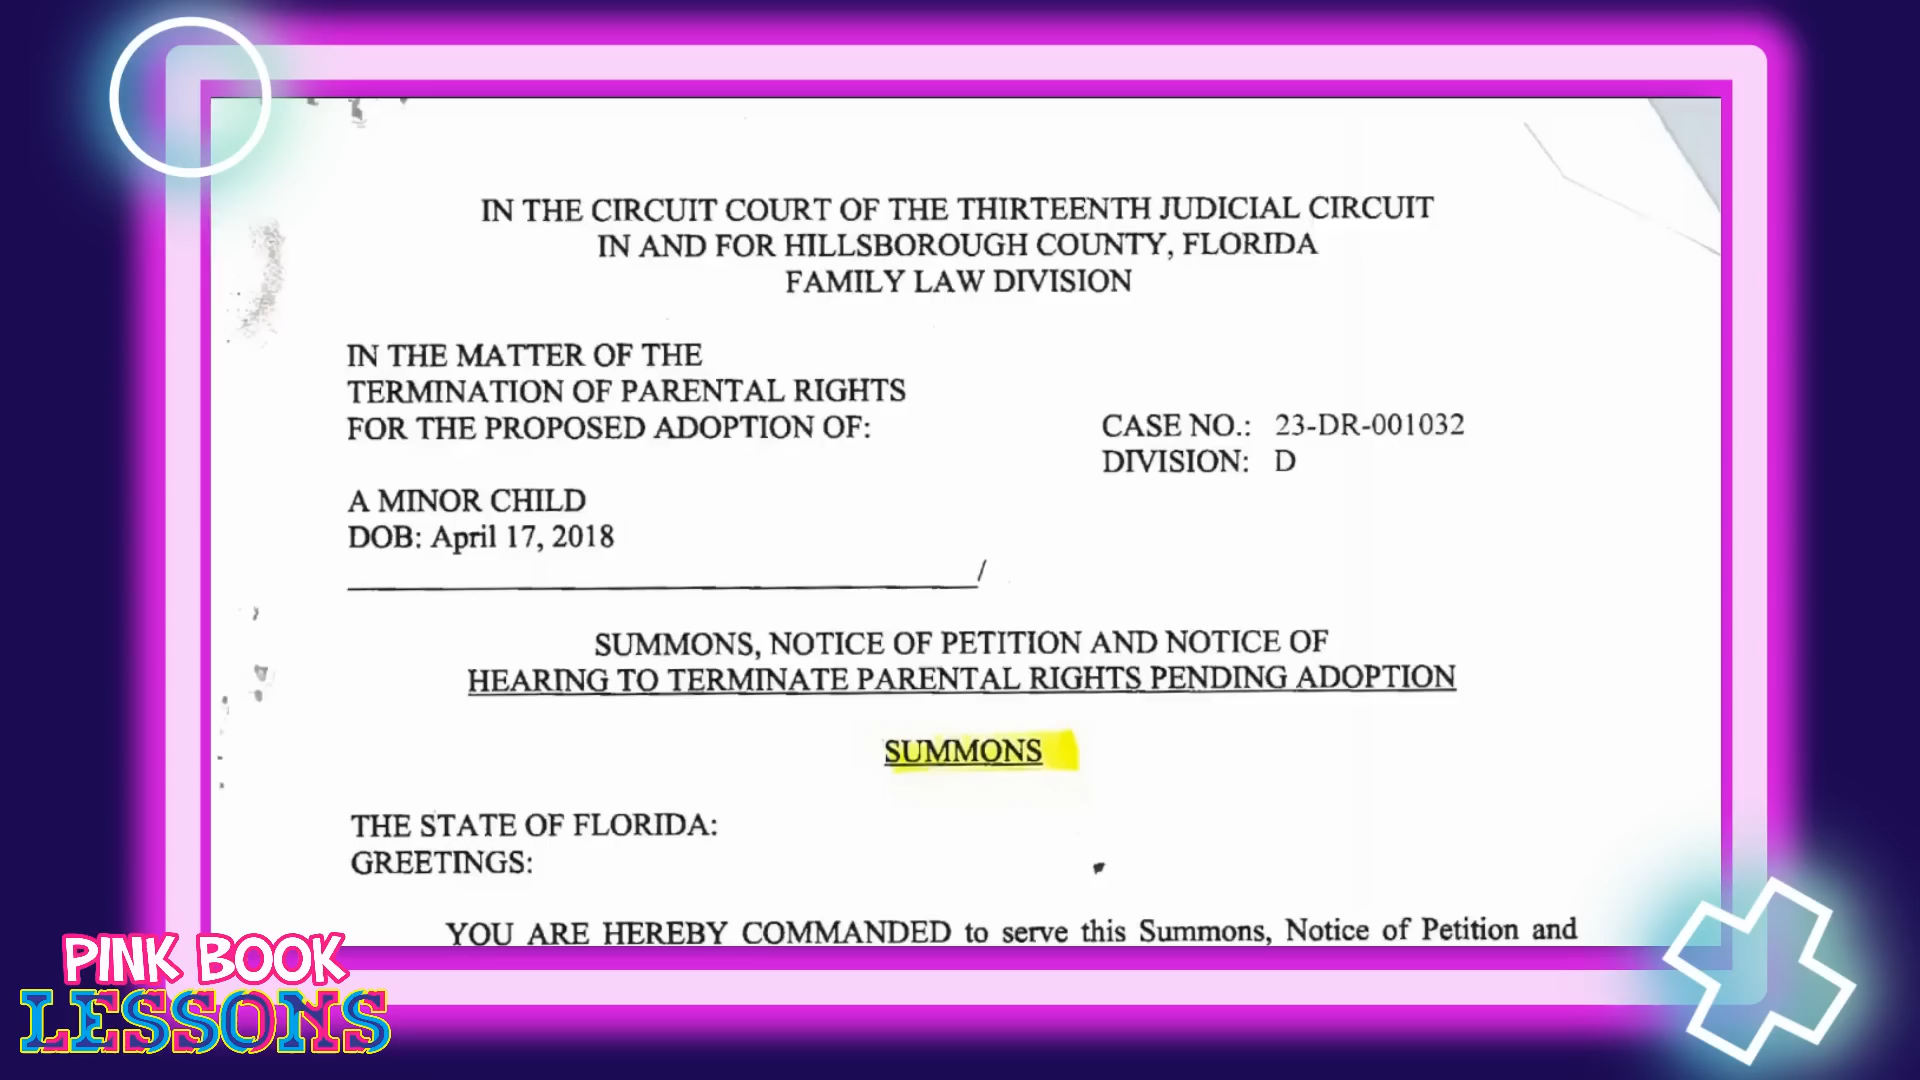 IN THE CIRCUIT COURT OF THE THIRTEENTH JUDICIAL CIRCUIT
IN AND FOR HILLSBOROUGH COUNTY, FLORIDA
FAMILY LAW DIVISION
IN THE MATTER OF THE
TERMINATION OF PARENTAL RIGHTS
FOR THE PROPOSED ADOPTION OF:
CASE NO.: 23-DR-001032
DIVISION: D
A MINOR CHILD
DOB: April 17, 2018
/
SUMMONS, NOTICE OF PETITION AND NOTICE OF
HEARING TO TERMINATE PARENTAL RIGHTS PENDING ADOPTION
SUMMONS
THE STATE OF FLORIDA:
GREETINGS:
YOU ARE HEREBY COMMANDED to serve this Summons, Notice of Petition and
PINK BOOK
LESSONS